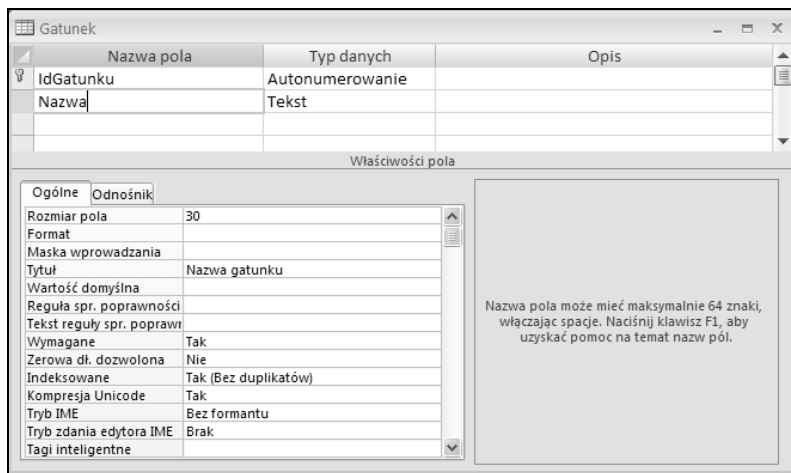 Gatunek
Nazwa pola Typ danych Opis
IdGatunku Autonumerowanie
Nazwa Tekst
Właściwości pola
Ogólne Odnośnik
Rozmiar pola 30
Format
Maska wprowadzania
Tytuł Nazwa gatunku
Wartość domyślna
Reguła spr. poprawności
Tekst reguły spr. poprawn
Wymagane Tak
Zerowa dł. dozwolona Nie
Indeksowane Tak (Bez duplikatów)
Kompresja Unicode Tak
Tryb IME Bez formantu
Tryb zdania edytora IME Brak
Tagi inteligentne
Nazwa pola może mieć maksymalnie 64 znaki,
włączając spacje. Naciśnij klawisz F1, aby
uzyskać pomoc na temat nazw pól.